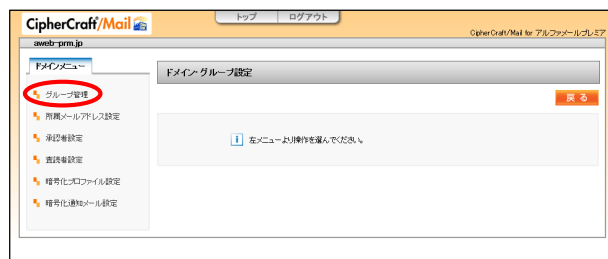 CipherCraft/Mail
トップ ログアウト
CipherCraft/Mail for アルファメールプレミア
aweb-prm.jp
ドメインメニュー
ドメイン・グループ設定
グループ管理
戻る
所属メールアドレス設定
承認者設定
左メニューより操作を選んでください。
査読者設定
暗号化プロファイル設定
暗号化通知メール設定